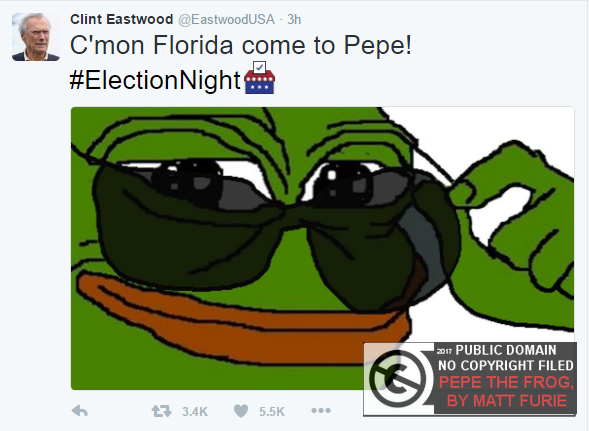 Clint Eastwood @EastwoodUSA · 3h
C'mon Florida come to Pepe!
#ElectionNight
3.4K 5.5K
2017 PUBLIC DOMAIN
NO COPYRIGHT FILED
PEPE THE FROG,
BY MATT FURIE